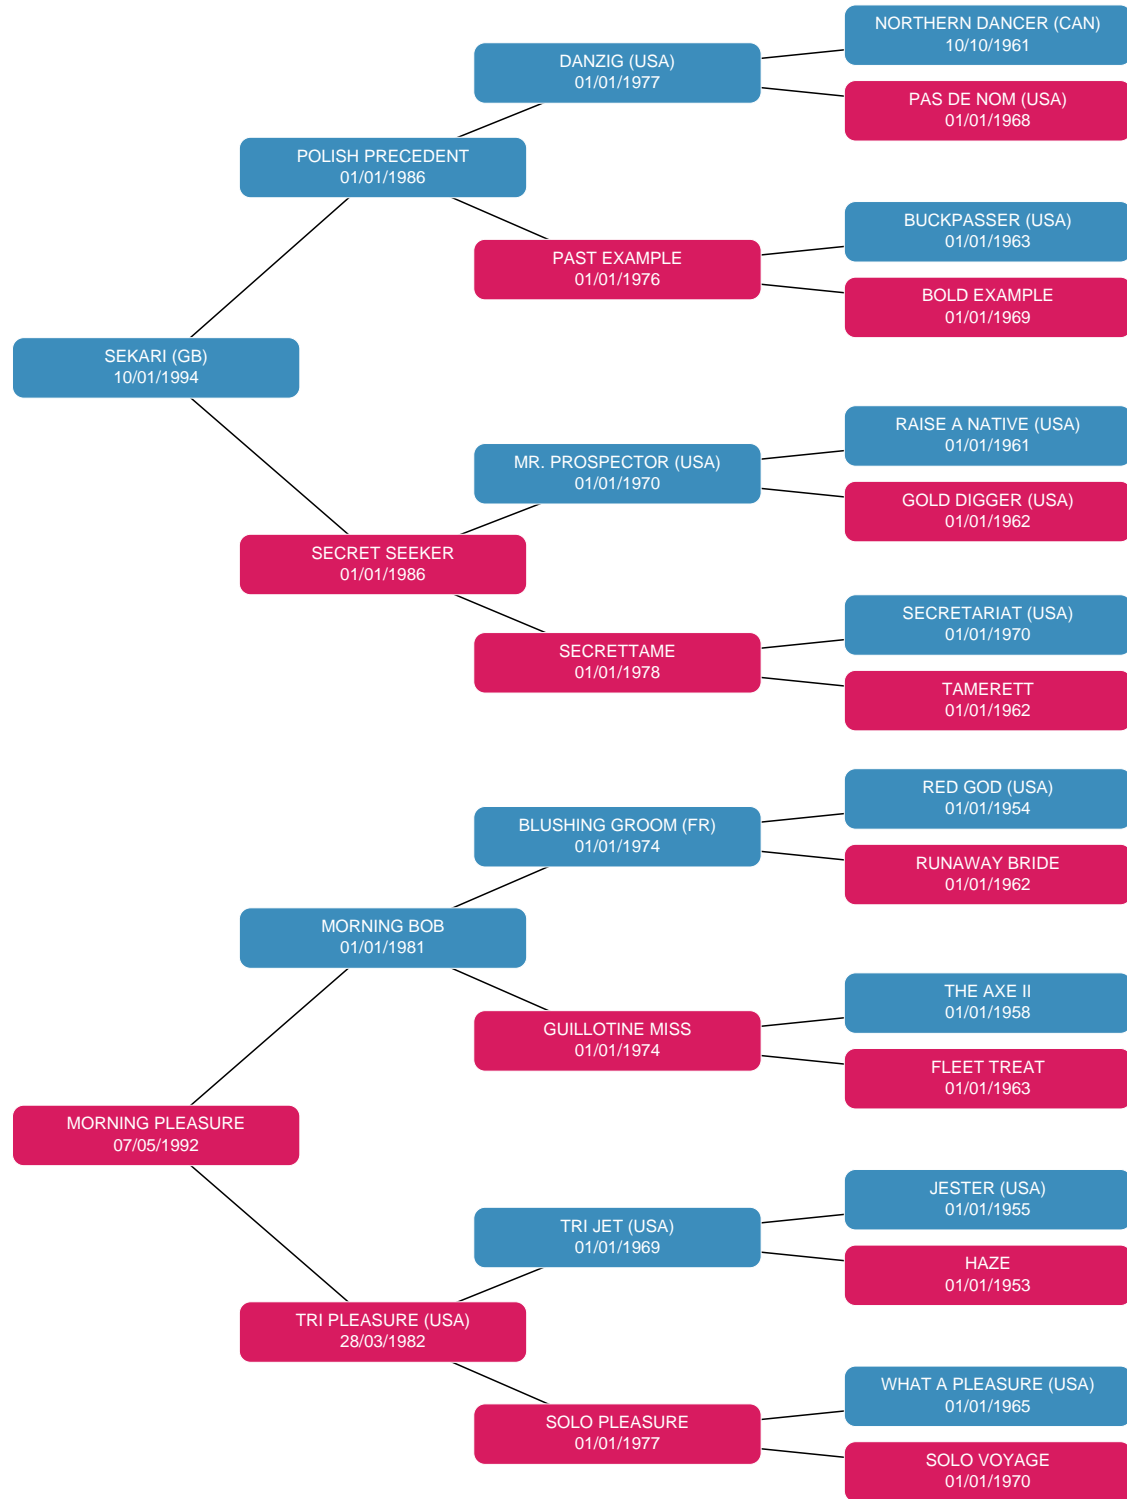 NORTHERN DANCER (CAN)
10/10/1961
DANZIG (USA)
01/01/1977
PAS DE NOM (USA)
01/01/1968
POLISH PRECEDENT
01/01/1986
BUCKPASSER (USA)
01/01/1963
PAST EXAMPLE
01/01/1976
BOLD EXAMPLE
01/01/1969
SEKARI (GB)
10/01/1994
RAISE A NATIVE (USA)
01/01/1961
MR. PROSPECTOR (USA)
01/01/1970
GOLD DIGGER (USA)
01/01/1962
SECRET SEEKER
01/01/1986
SECRETARIAT (USA)
01/01/1970
SECRETTAME
01/01/1978
TAMERETT
01/01/1962
RED GOD (USA)
01/01/1954
BLUSHING GROOM (FR)
01/01/1974
RUNAWAY BRIDE
01/01/1962
MORNING BOB
01/01/1981
THE AXE II
01/01/1958
GUILLOTINE MISS
01/01/1974
FLEET TREAT
01/01/1963
MORNING PLEASURE
07/05/1992
JESTER (USA)
01/01/1955
TRI JET (USA)
01/01/1969
HAZE
01/01/1953
TRI PLEASURE (USA)
28/03/1982
WHAT A PLEASURE (USA)
01/01/1965
SOLO PLEASURE
01/01/1977
SOLO VOYAGE
01/01/1970